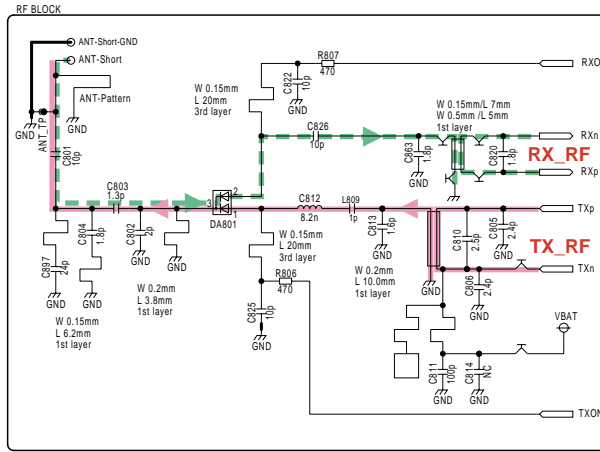 RF BLOCK
ANT-Short-GND
ANT-Short
ANT-Pattern
GND
GND
ANT_TP
C801
10p
W 0.15mm
L 20mm
3rd layer
C822
10p
GND
R807
470
RXO
C826
10p
W 0.15mm/L 7mm
W 0.5mm /L 5mm
1st layer
C863
1.8p
GND
GND
C820
1.8p
RXn
RX_RF
RXp
C803
1.3p
3
2
1
DA801
C812
8.2n
L809
1p
TXp
C897
24p
GND
C804
1.8p
GND
C802
2p
GND
GND
W 0.15mm
L 6.2mm
1st layer
W 0.2mm
L 3.8mm
1st layer
W 0.15mm
L 20mm
3rd layer
R806
470
C825
10p
GND
C813
1.6p
GND
W 0.2mm
L 10.0mm
1st layer
GND
C810
2.5p
C805
2.4p
TX_RF
TXn
C806
2.4p
GND
VBAT
C811
100p
GND
C814
NC
GND
TXON